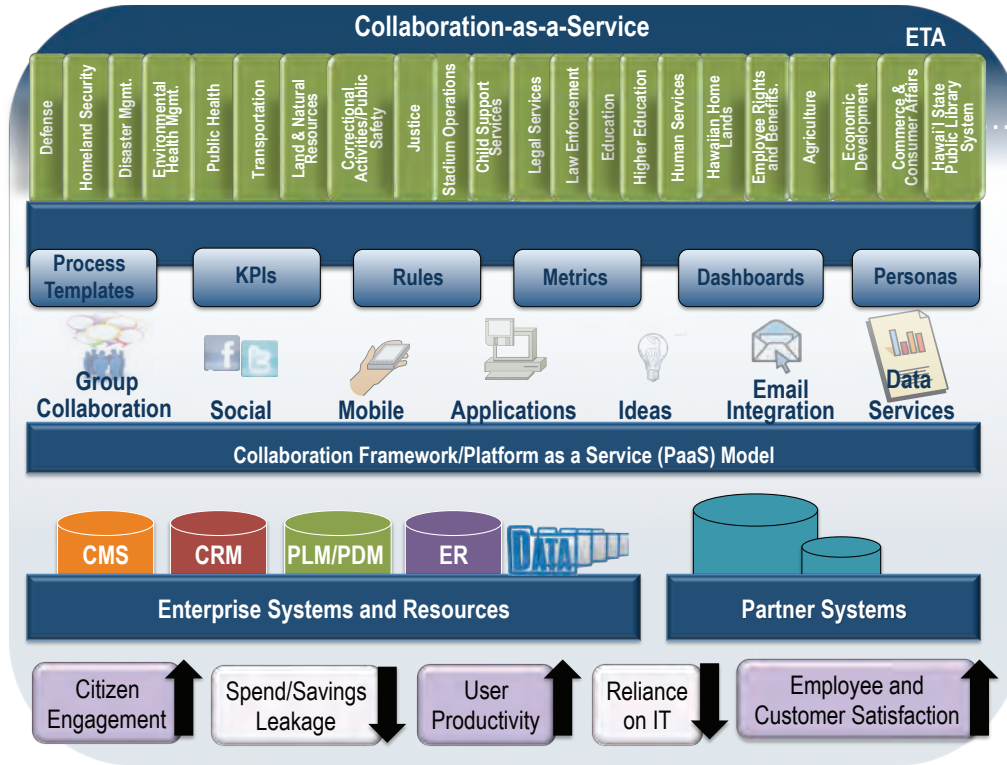 Collaboration-as-a-Service
ETA
Defense
Homeland Security
Disaster Mgmt.
Environmental
Health Mgmt.
Public Health
Transportation
Land & Natural
Resources
Correctional
Activities/Public
Safety
Justice
Stadium Operations
Child Support
Services
Legal Services
Law Enforcement
Education
Higher Education
Human Services
Hawaiian Home
Lands
Employee Rights
and Benefits.
Agriculture
Economic
Development
Commerce &
Consumer Affairs
Hawai'I State
Public Library
System
...
Process
Templates
KPIs
Rules
Metrics
Dashboards
Personas
Group
Collaboration
Social
Mobile
Applications
Ideas
Email
Integration
Data
Services
Collaboration Framework/Platform as a Service (PaaS) Model
CMS
CRM
PLM/PDM
ER
DATA
Enterprise Systems and Resources
Partner Systems
Citizen
Engagement
Spend/Savings
Leakage
User
Productivity
Reliance
on IT
Employee and
Customer Satisfaction